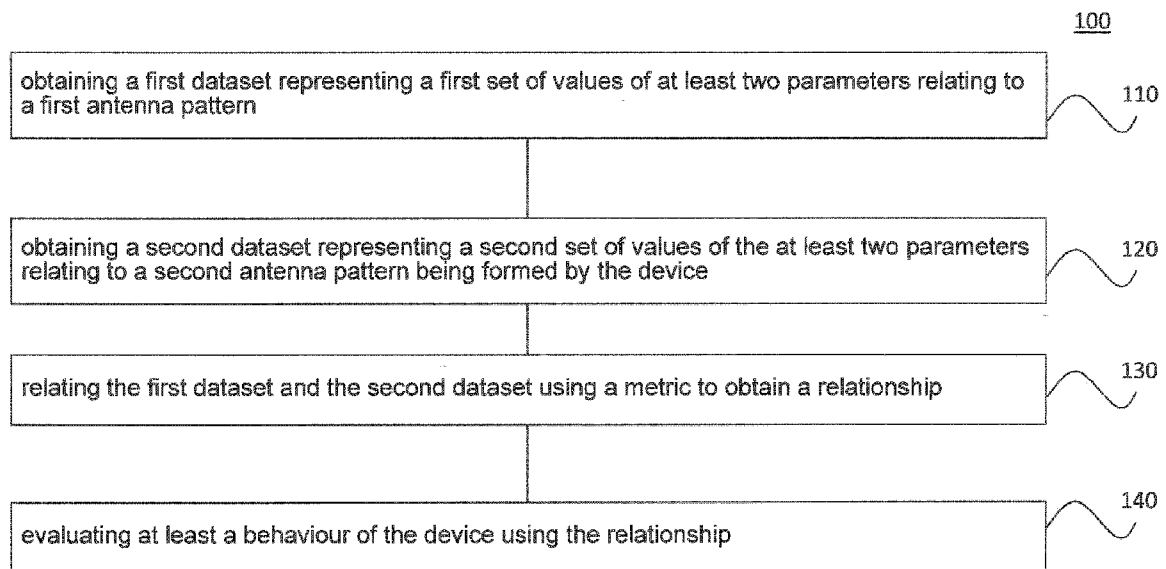 100
obtaining a first dataset representing a first set of values of at least two parameters relating to
a first antenna pattern
110
obtaining a second dataset representing a second set of values of the at least two parameters
relating to a second antenna pattern being formed by the device
120
relating the first dataset and the second dataset using a metric to obtain a relationship
130
evaluating at least a behaviour of the device using the relationship
140